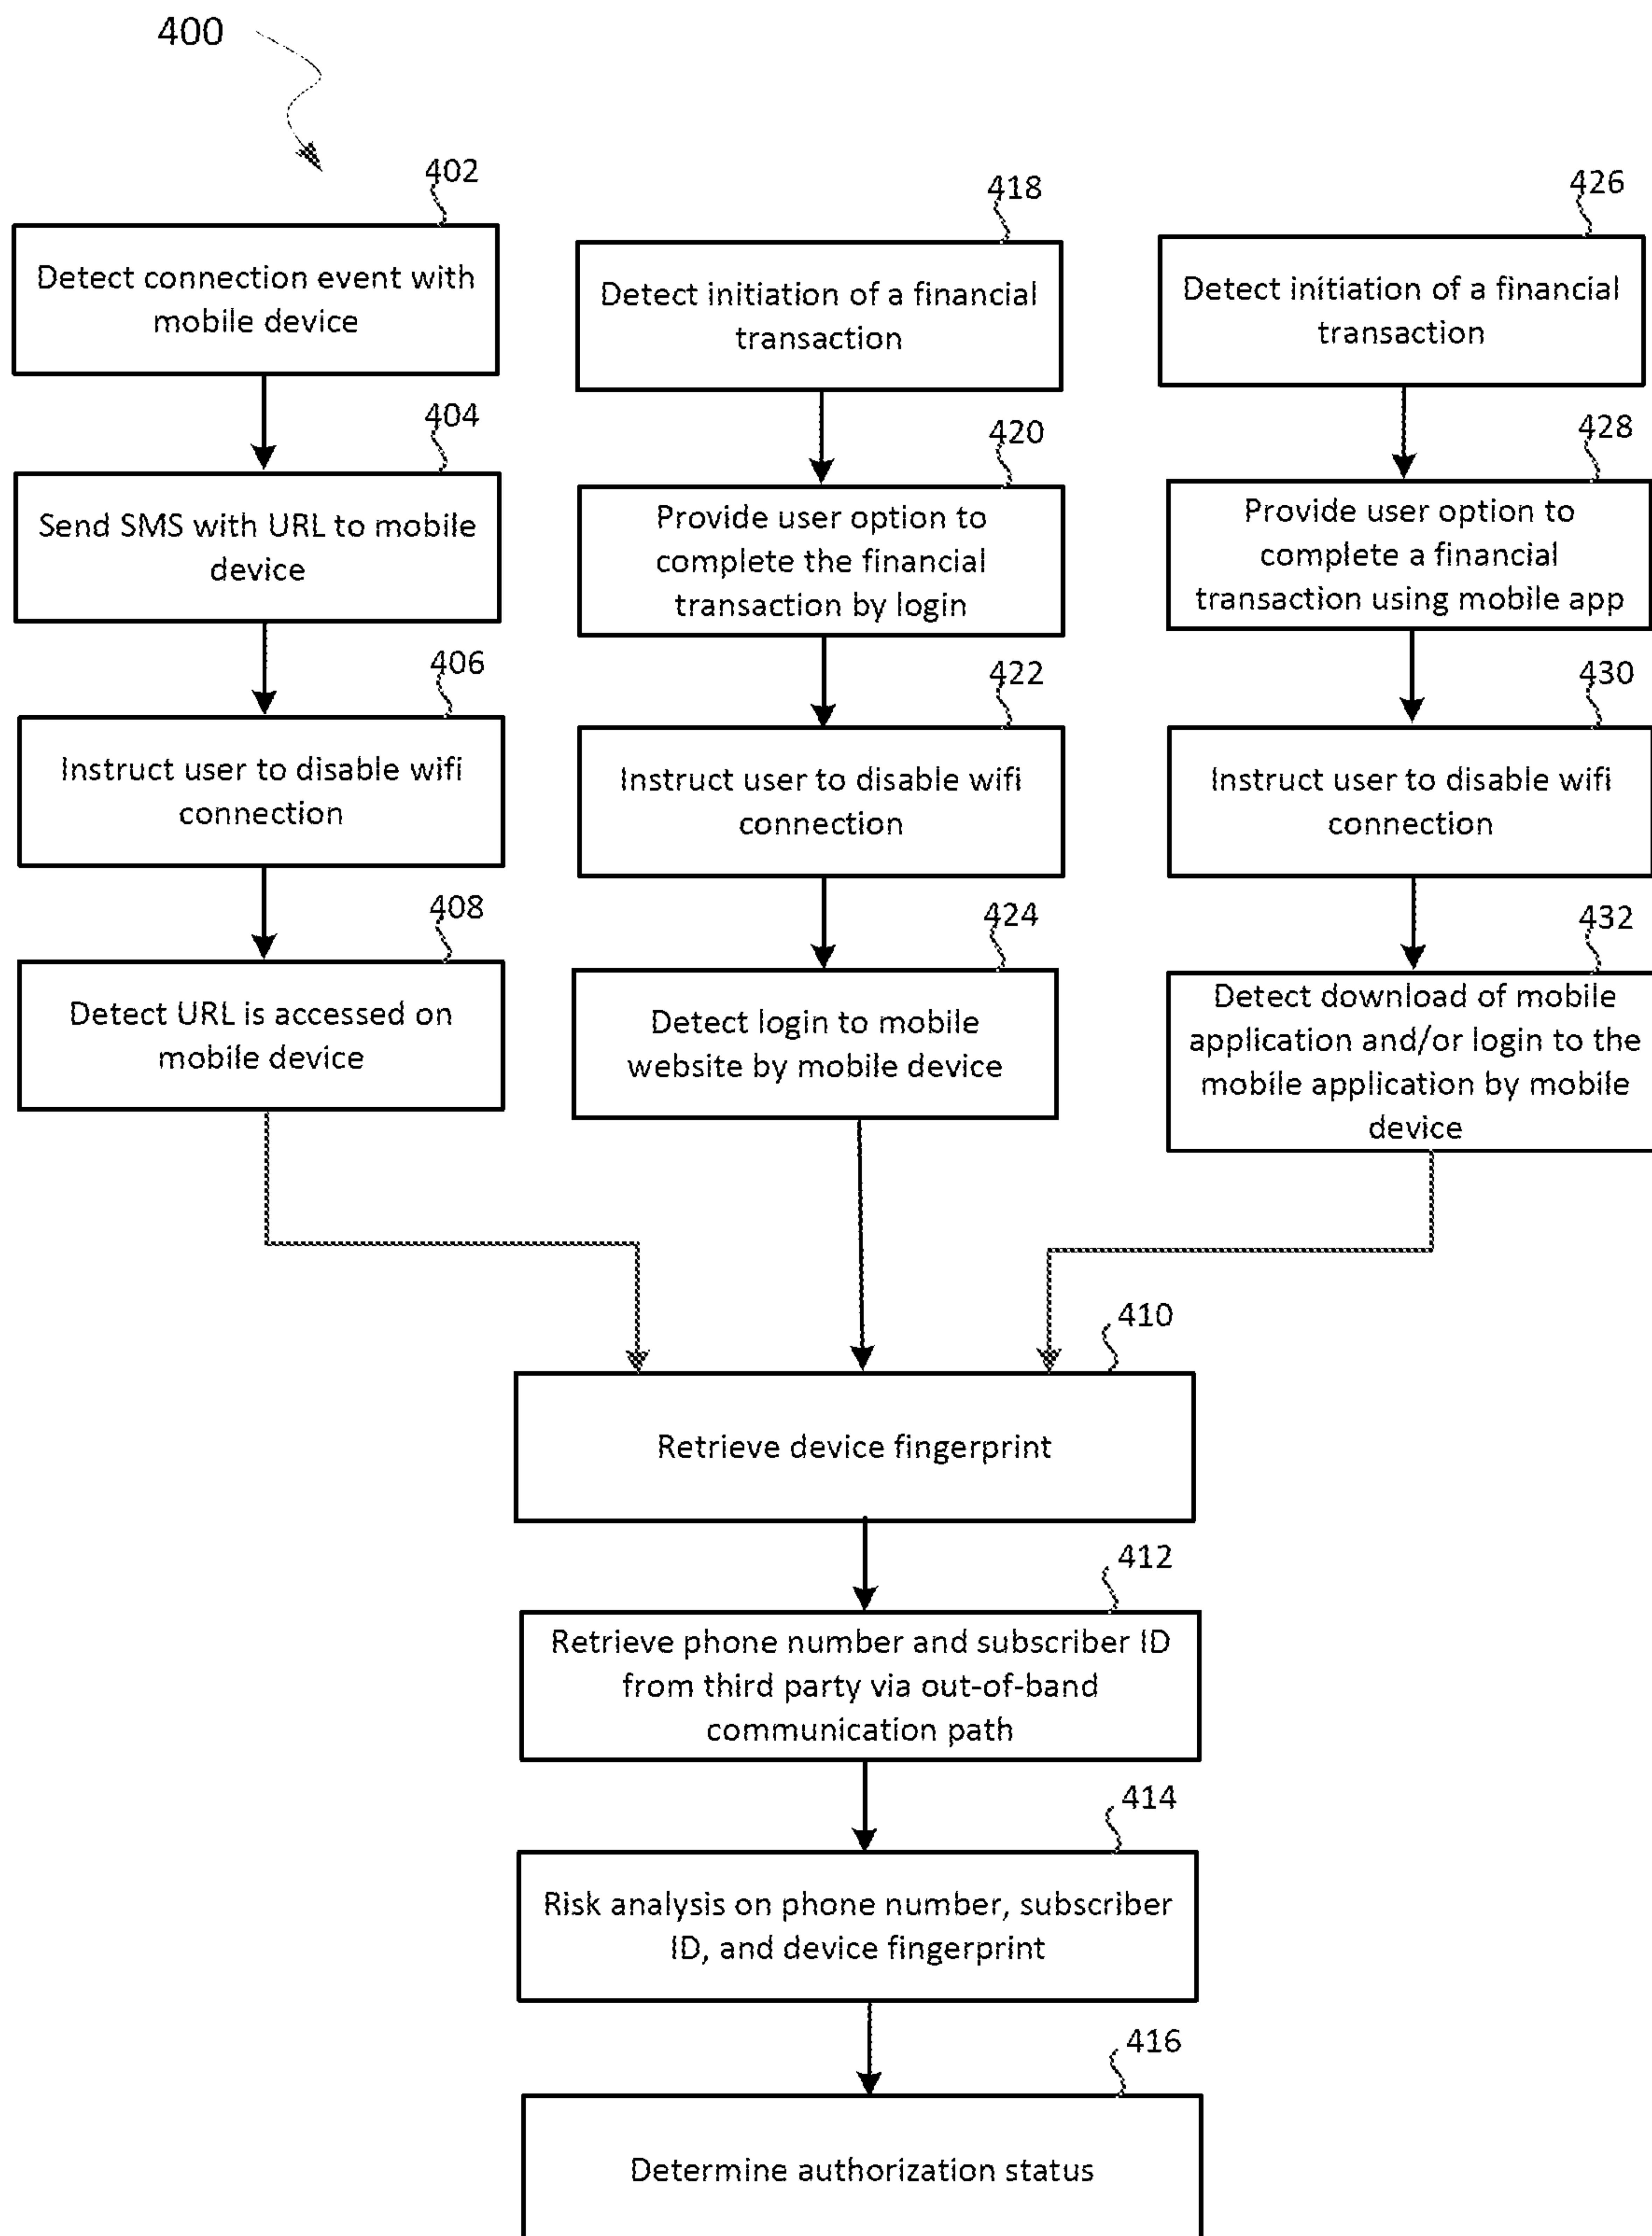 400
402
Detect connection event with
mobile device
404
Send SMS with URL to mobile
device
406
Instruct user to disable wifi
connection
408
Detect URL is accessed on
mobile device
418
Detect initiation of a financial
transaction
420
Provide user option to
complete the financial
transaction by login
422
Instruct user to disable wifi
connection
424
Detect login to mobile
website by mobile device
426
Detect initiation of a financial
transaction
428
Provide user option to
complete a financial
transaction using mobile app
430
Instruct user to disable wifi
connection
432
Detect download of mobile
application and/or login to the
mobile application by mobile
device
410
Retrieve device fingerprint
412
Retrieve phone number and subscriber ID
from third party via out-of-band
communication path
414
Risk analysis on phone number, subscriber
ID, and device fingerprint
416
Determine authorization status